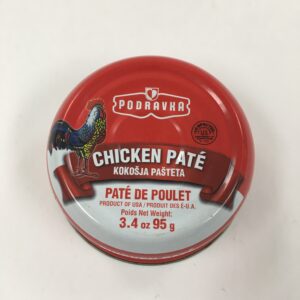 PODRAVKA
CHICKEN PATÉ
KOKOŠJA PAŠTETA
PATÉ DE POULET
PRODUCT OF USA / PRODUIT DES E-U.A.
Poids Net Weight:
3.4 oz 95 g